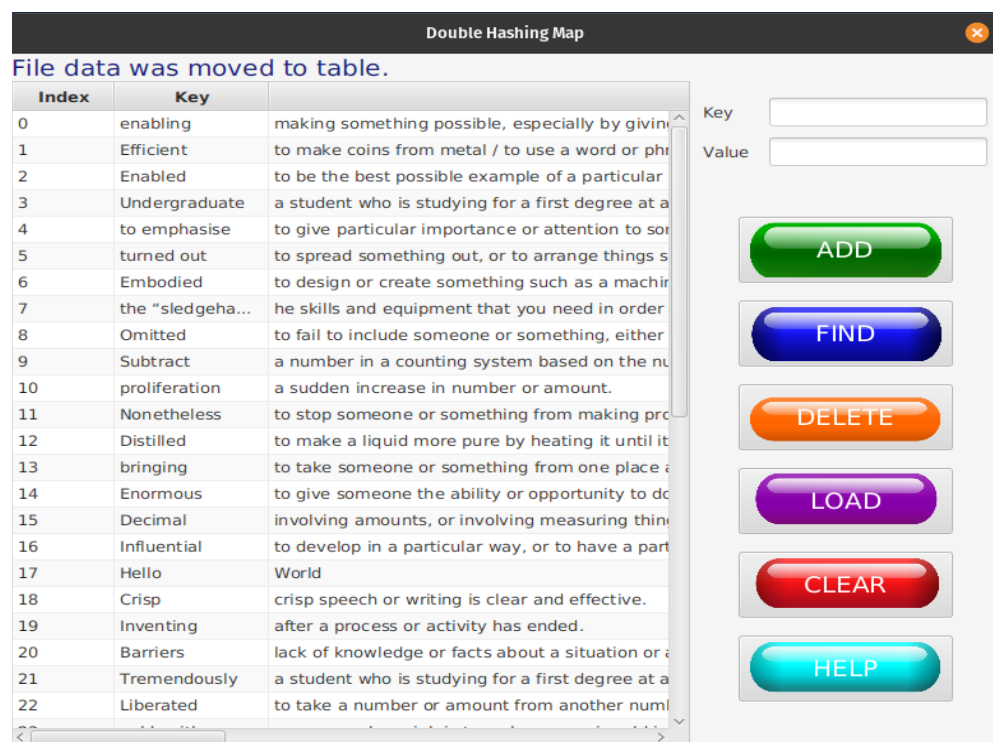 Double Hashing Map
File data was moved to table.
Index Key
0 enabling making something possible, especially by giving
1 Efficient to make coins from metal / to use a word or phr
2 Enabled to be the best possible example of a particular
3 Undergraduate a student who is studying for a first degree at a
4 to emphasise to give particular importance or attention to sor
5 turned out to spread something out, or to arrange things s
6 Embodied to design or create something such as a machin
7 the “sledgeha... he skills and equipment that you need in order
8 Omitted to fail to include someone or something, either
9 Subtract a number in a counting system based on the nu
10 proliferation a sudden increase in number or amount.
11 Nonetheless to stop someone or something from making pro
12 Distilled to make a liquid more pure by heating it until it
13 bringing to take someone or something from one place a
14 Enormous to give someone the ability or opportunity to do
15 Decimal involving amounts, or involving measuring thing
16 Influential to develop in a particular way, or to have a part
17 Hello World
18 Crisp crisp speech or writing is clear and effective.
19 Inventing after a process or activity has ended.
20 Barriers lack of knowledge or facts about a situation or a
21 Tremendously a student who is studying for a first degree at a
22 Liberated to take a number or amount from another numb
Key
Value
ADD
FIND
DELETE
LOAD
CLEAR
HELP